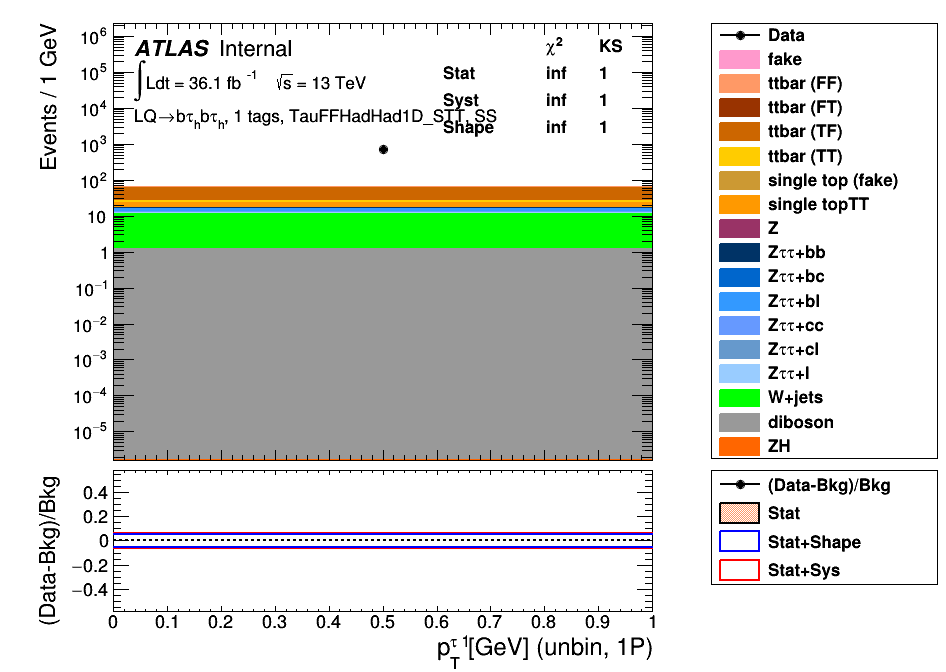 Events / 1 GeV
10⁶
10⁵
10⁴
10³
10²
10
1
10⁻¹
10⁻²
10⁻³
10⁻⁴
10⁻⁵
ATLAS Internal
∫Ldt = 36.1 fb⁻¹ √s = 13 TeV
LQ→bτₕbτₕ, 1 tags, TauFFHadHad1D_STT, SS
χ² KS
Stat inf 1
Syst inf 1
Shape inf 1
Data
fake
ttbar (FF)
ttbar (FT)
ttbar (TF)
ttbar (TT)
single top (fake)
single topTT
Z
Zττ+bb
Zττ+bc
Zττ+bl
Zττ+cc
Zττ+cl
Zττ+l
W+jets
diboson
ZH
(Data-Bkg)/Bkg
0.4
0.2
0
−0.2
−0.4
0 0.1 0.2 0.3 0.4 0.5 0.6 0.7 0.8 0.9 1
p_T^τ 1[GeV] (unbin, 1P)
(Data-Bkg)/Bkg
Stat
Stat+Shape
Stat+Sys